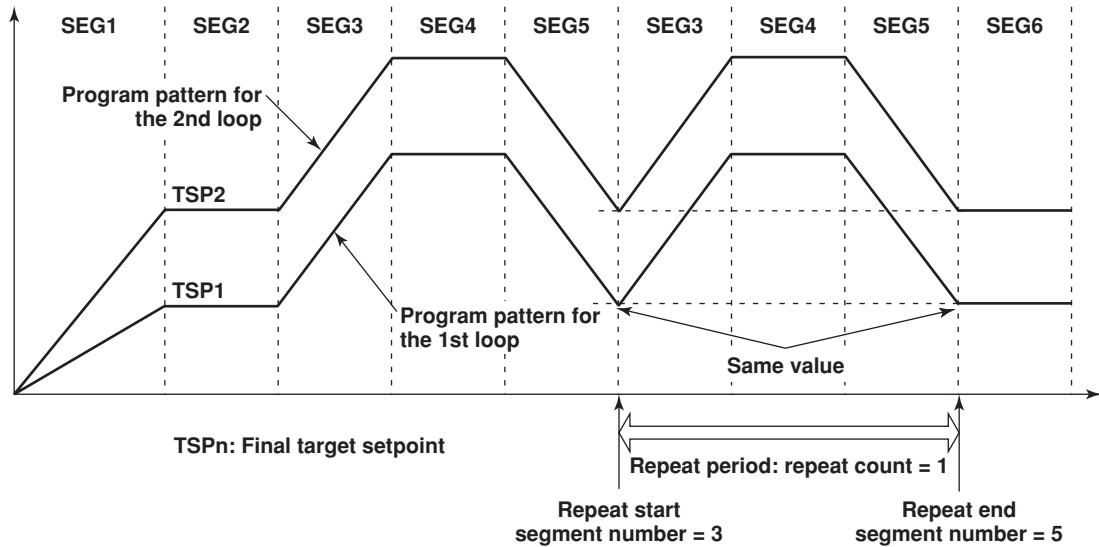 SEG1 SEG2 SEG3 SEG4 SEG5 SEG3 SEG4 SEG5 SEG6
Program pattern for
the 2nd loop
TSP2
TSP1
Program pattern for
the 1st loop
Same value
TSPn: Final target setpoint
Repeat period: repeat count = 1
Repeat start
segment number = 3
Repeat end
segment number = 5